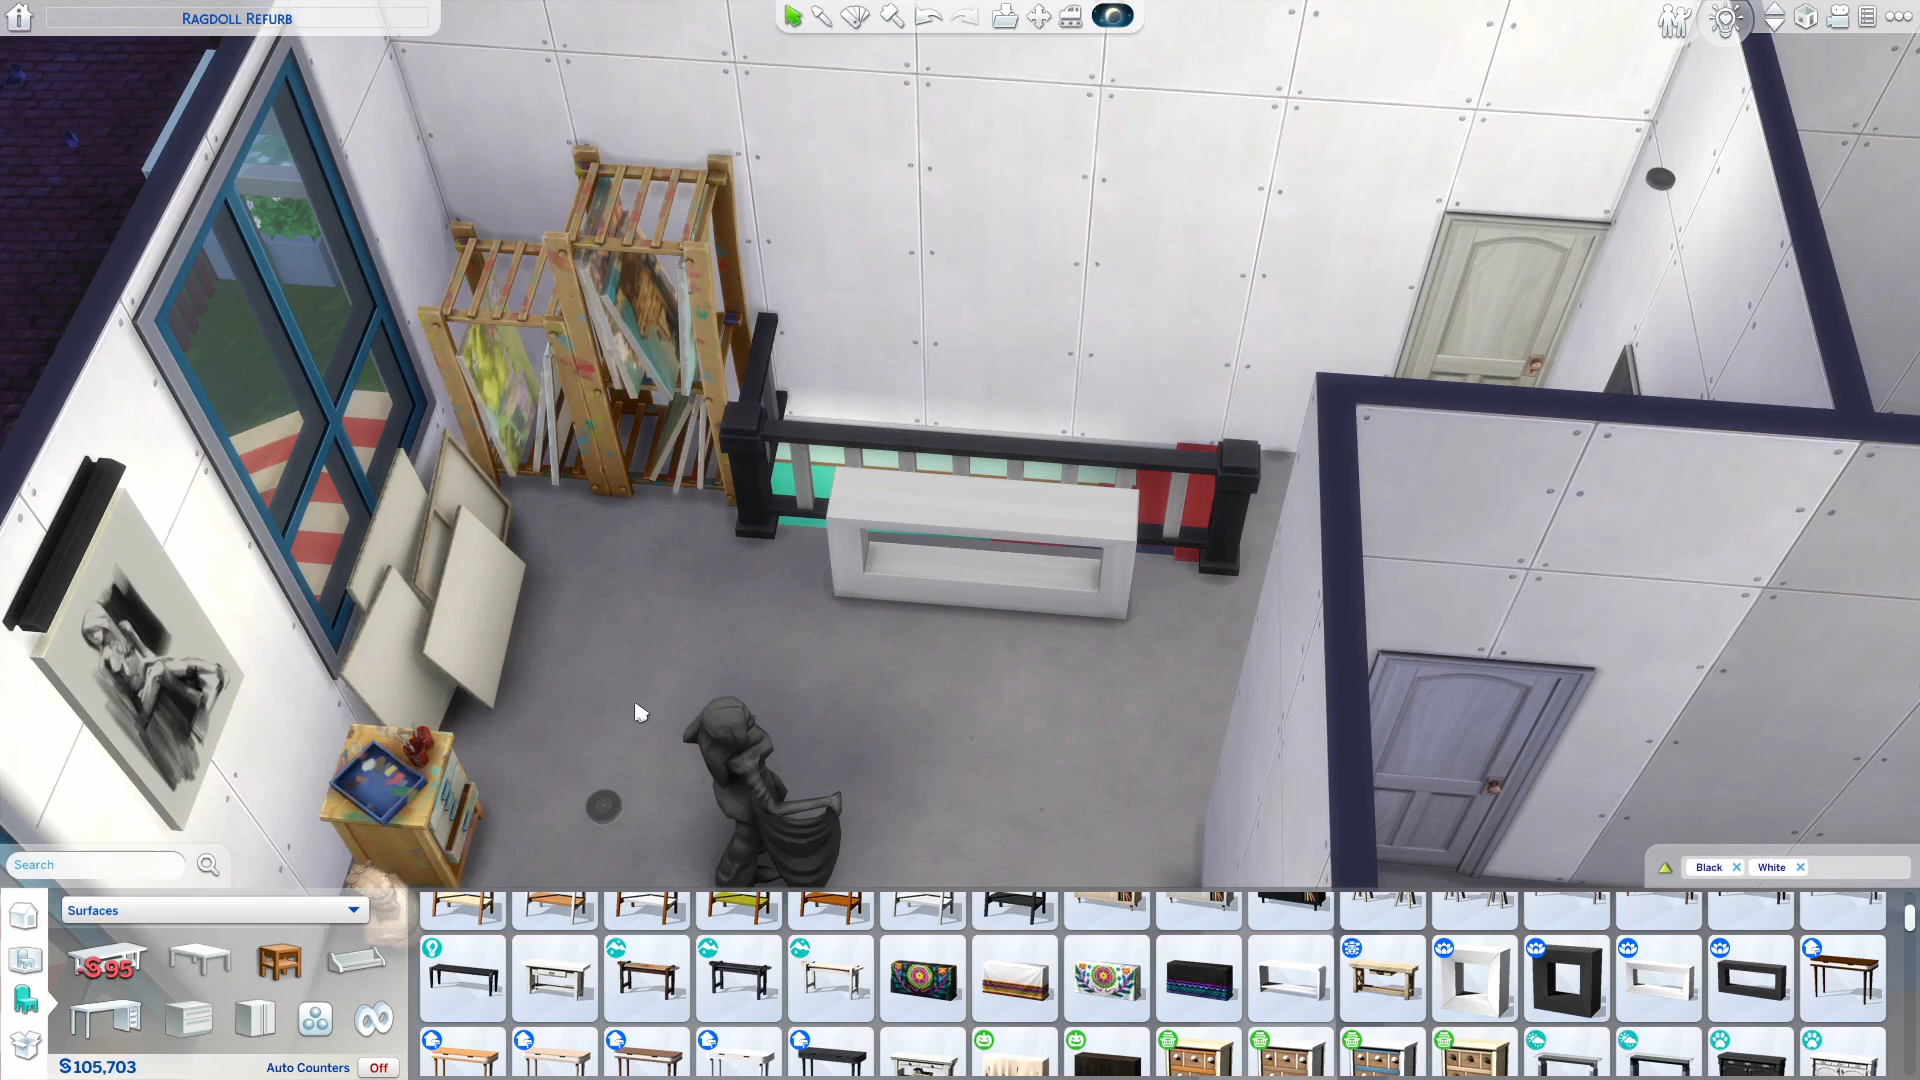 RAGDOLL REFURB
Search
Black
White
Surfaces
-§95
§105,703
Auto Counters
Off